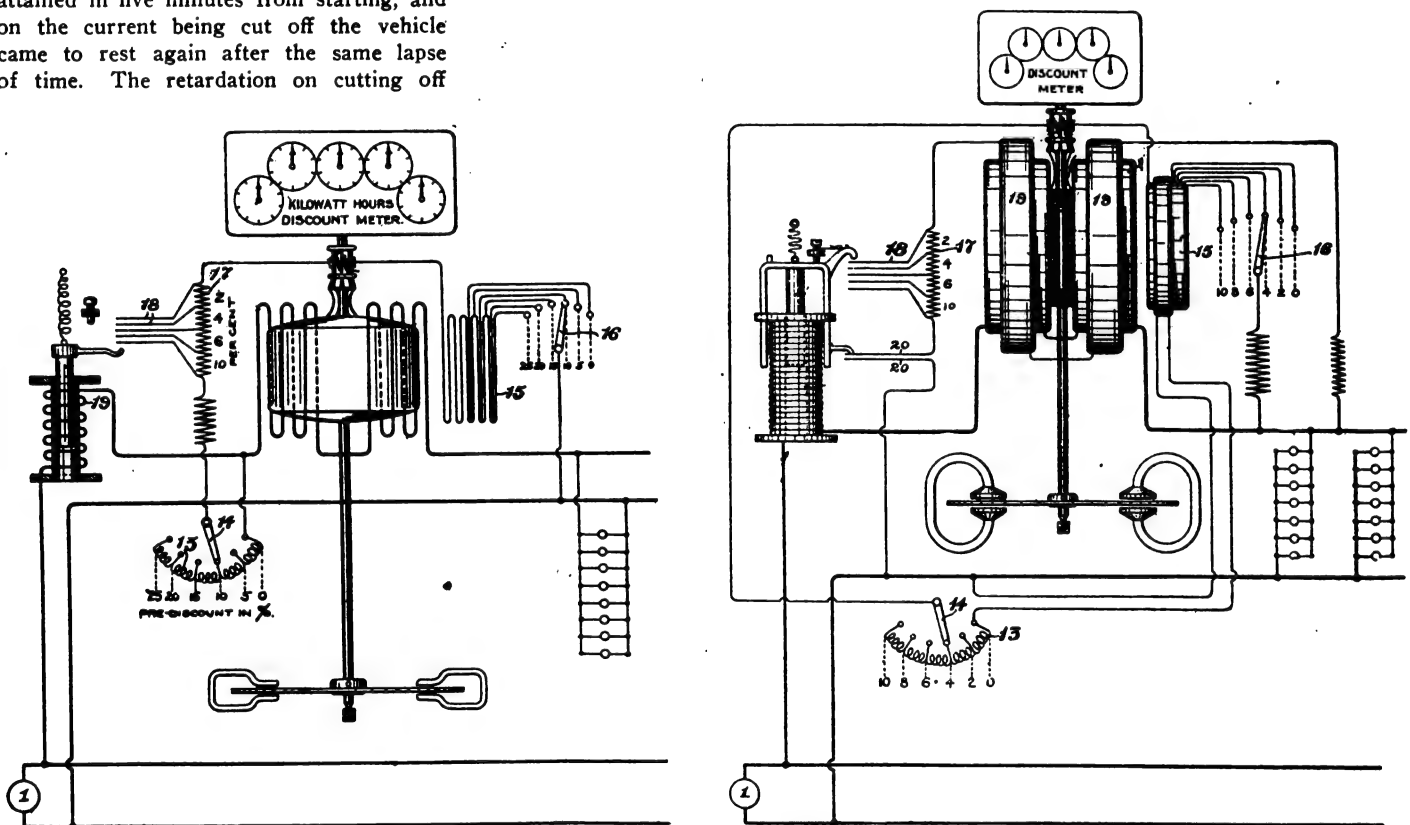 attained in five minutes from starting, and
on the current being cut off the vehicle
came to rest again after the same lapse
of time. The retardation on cutting off
KILOWATT HOURS
DISCOUNT METER.
17
2
4
6
10
PER CENT
18
19
16
15
14
13
25 20 15 10 5 0
PRE-DISCOUNT IN %.
1
DISCOUNT
METER
19 19
18
2
17
4
6
10
15
16
10 8 6 4 2 0
20
20
14
13
10 8 6 4 2 0
1